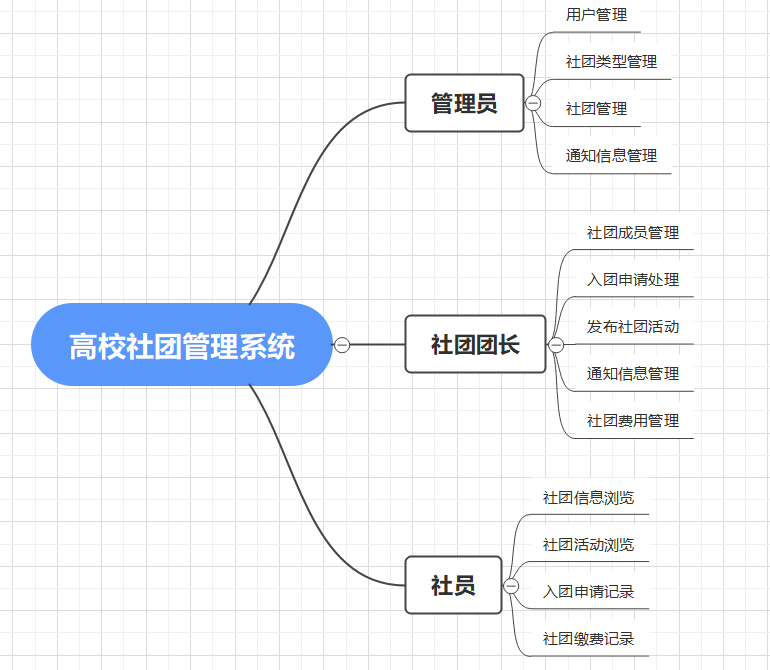 高校社团管理系统
管理员
用户管理
社团类型管理
社团管理
通知信息管理
社团团长
社团成员管理
入团申请处理
发布社团活动
通知信息管理
社团费用管理
社员
社团信息浏览
社团活动浏览
入团申请记录
社团缴费记录